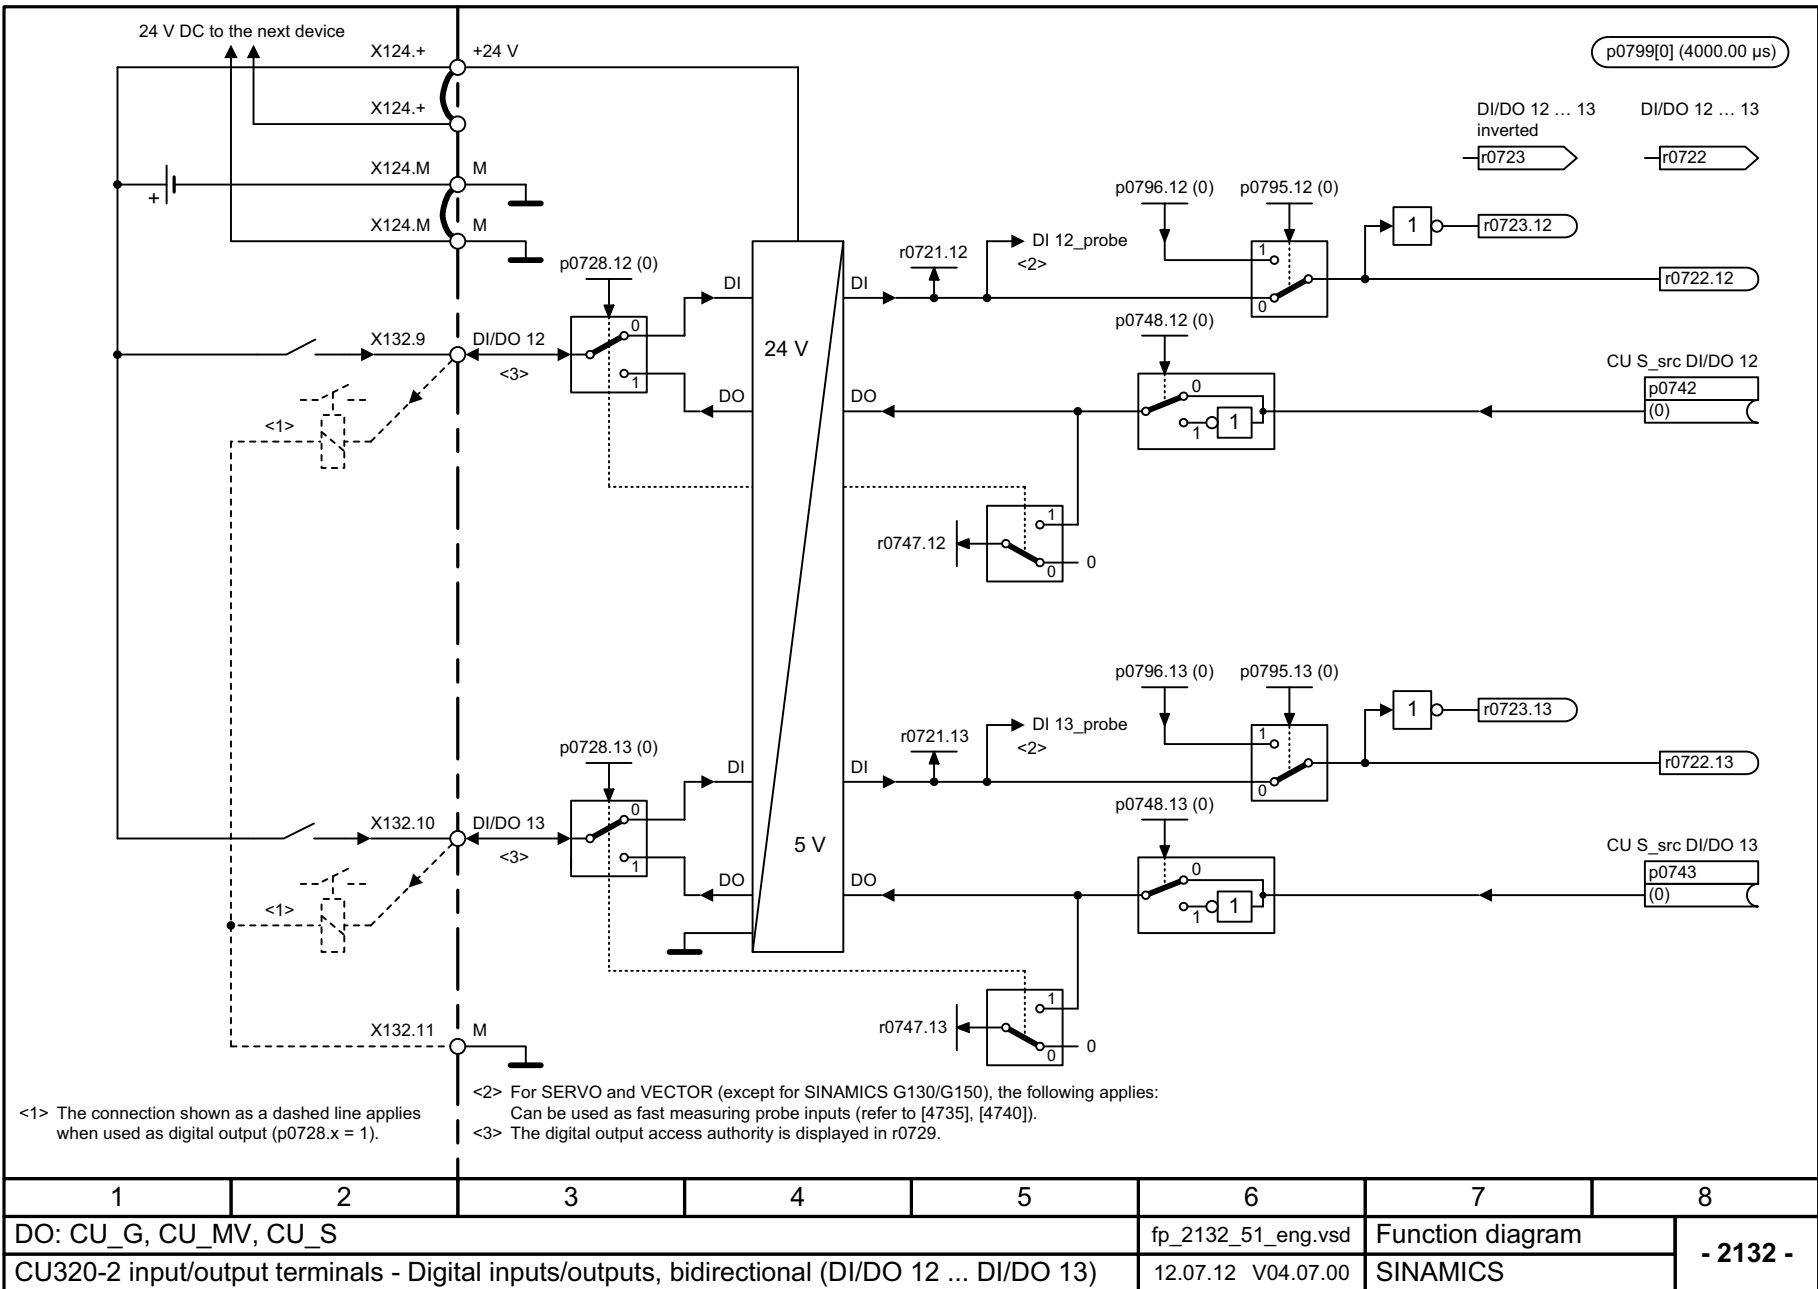 24 V DC to the next device
X124.+
+24 V
p0799[0] (4000.00 µs)
X124.+
DI/DO 12 … 13
inverted
DI/DO 12 … 13
r0723
r0722
X124.M
M
+
p0796.12 (0)
p0795.12 (0)
X124.M
M
1
r0723.12
r0721.12
DI 12_probe
<2>
1
p0728.12 (0)
DI
DI
r0722.12
0
p0748.12 (0)
X132.9
DI/DO 12
0
24 V
CU S_src DI/DO 12
<3>
1
0
p0742
DO
DO
(0)
<1>
1
1
1
r0747.12
0
0
p0796.13 (0)
p0795.13 (0)
1
r0723.13
r0721.13
DI 13_probe
<2>
1
p0728.13 (0)
DI
DI
r0722.13
0
p0748.13 (0)
X132.10
DI/DO 13
0
5 V
CU S_src DI/DO 13
<3>
1
0
p0743
DO
DO
(0)
<1>
1
1
1
r0747.13
0
0
X132.11
M
<1> The connection shown as a dashed line applies
when used as digital output (p0728.x = 1).
<2> For SERVO and VECTOR (except for SINAMICS G130/G150), the following applies:
Can be used as fast measuring probe inputs (refer to [4735], [4740]).
<3> The digital output access authority is displayed in r0729.
1
2
3
4
5
6
7
8
DO: CU_G, CU_MV, CU_S
fp_2132_51_eng.vsd
Function diagram
- 2132 -
CU320-2 input/output terminals - Digital inputs/outputs, bidirectional (DI/DO 12 ... DI/DO 13)
12.07.12 V04.07.00
SINAMICS